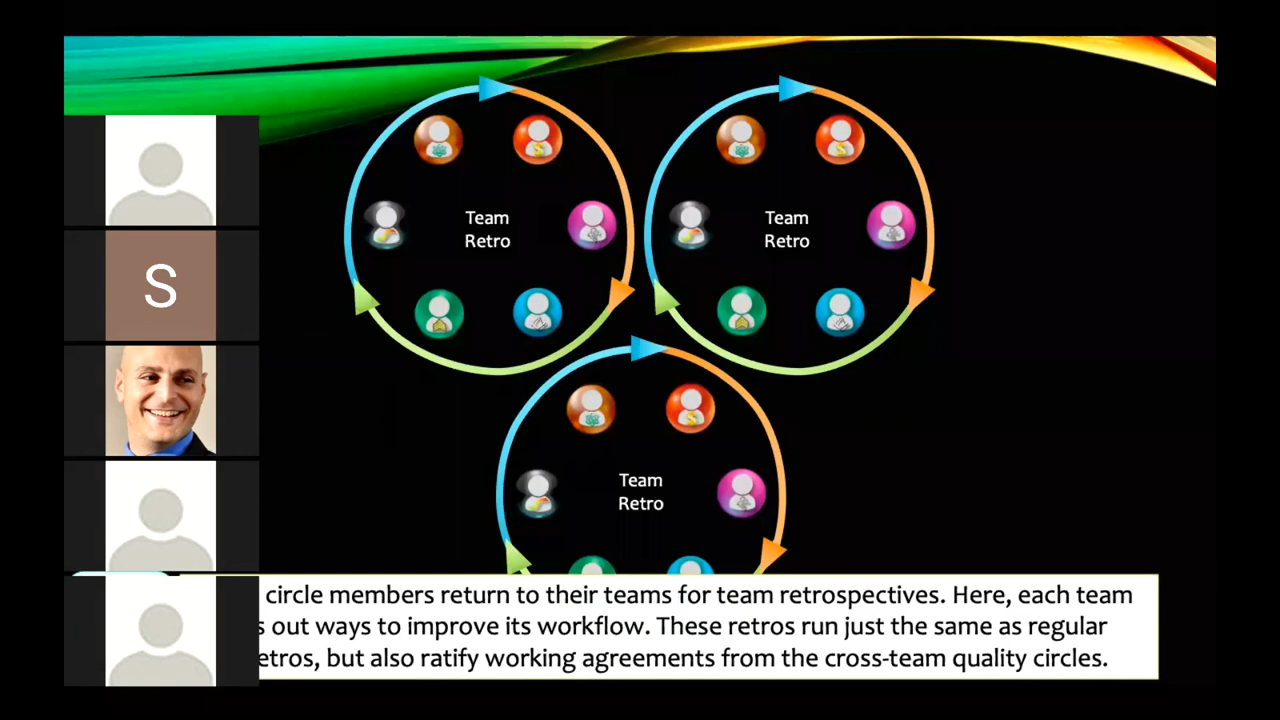 Team
Retro
Team
Retro
S
Team
Retro
circle members return to their teams for team retrospectives. Here, each team
out ways to improve its workflow. These retros run just the same as regular
but also ratify working agreements from the cross-team quality circles.